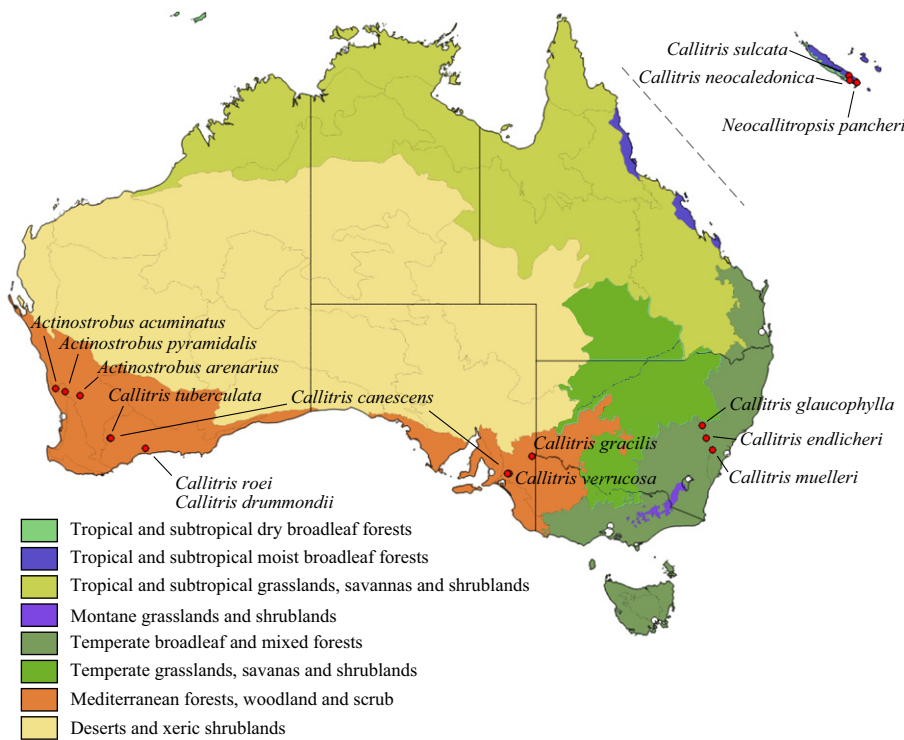 Callitris sulcata
Callitris neocaledonica
Neocallitropsis pancheri
Actinostrobus acuminatus
Actinostrobus pyramidalis
Actinostrobus arenarius
Callitris tuberculata
Callitris canescens
Callitris glaucophylla
Callitris gracilis
Callitris endlicheri
Callitris verrucosa
Callitris muelleri
Callitris roei
Callitris drummondii
Tropical and subtropical dry broadleaf forests
Tropical and subtropical moist broadleaf forests
Tropical and subtropical grasslands, savannas and shrublands
Montane grasslands and shrublands
Temperate broadleaf and mixed forests
Temperate grasslands, savanas and shrublands
Mediterranean forests, woodland and scrub
Deserts and xeric shrublands